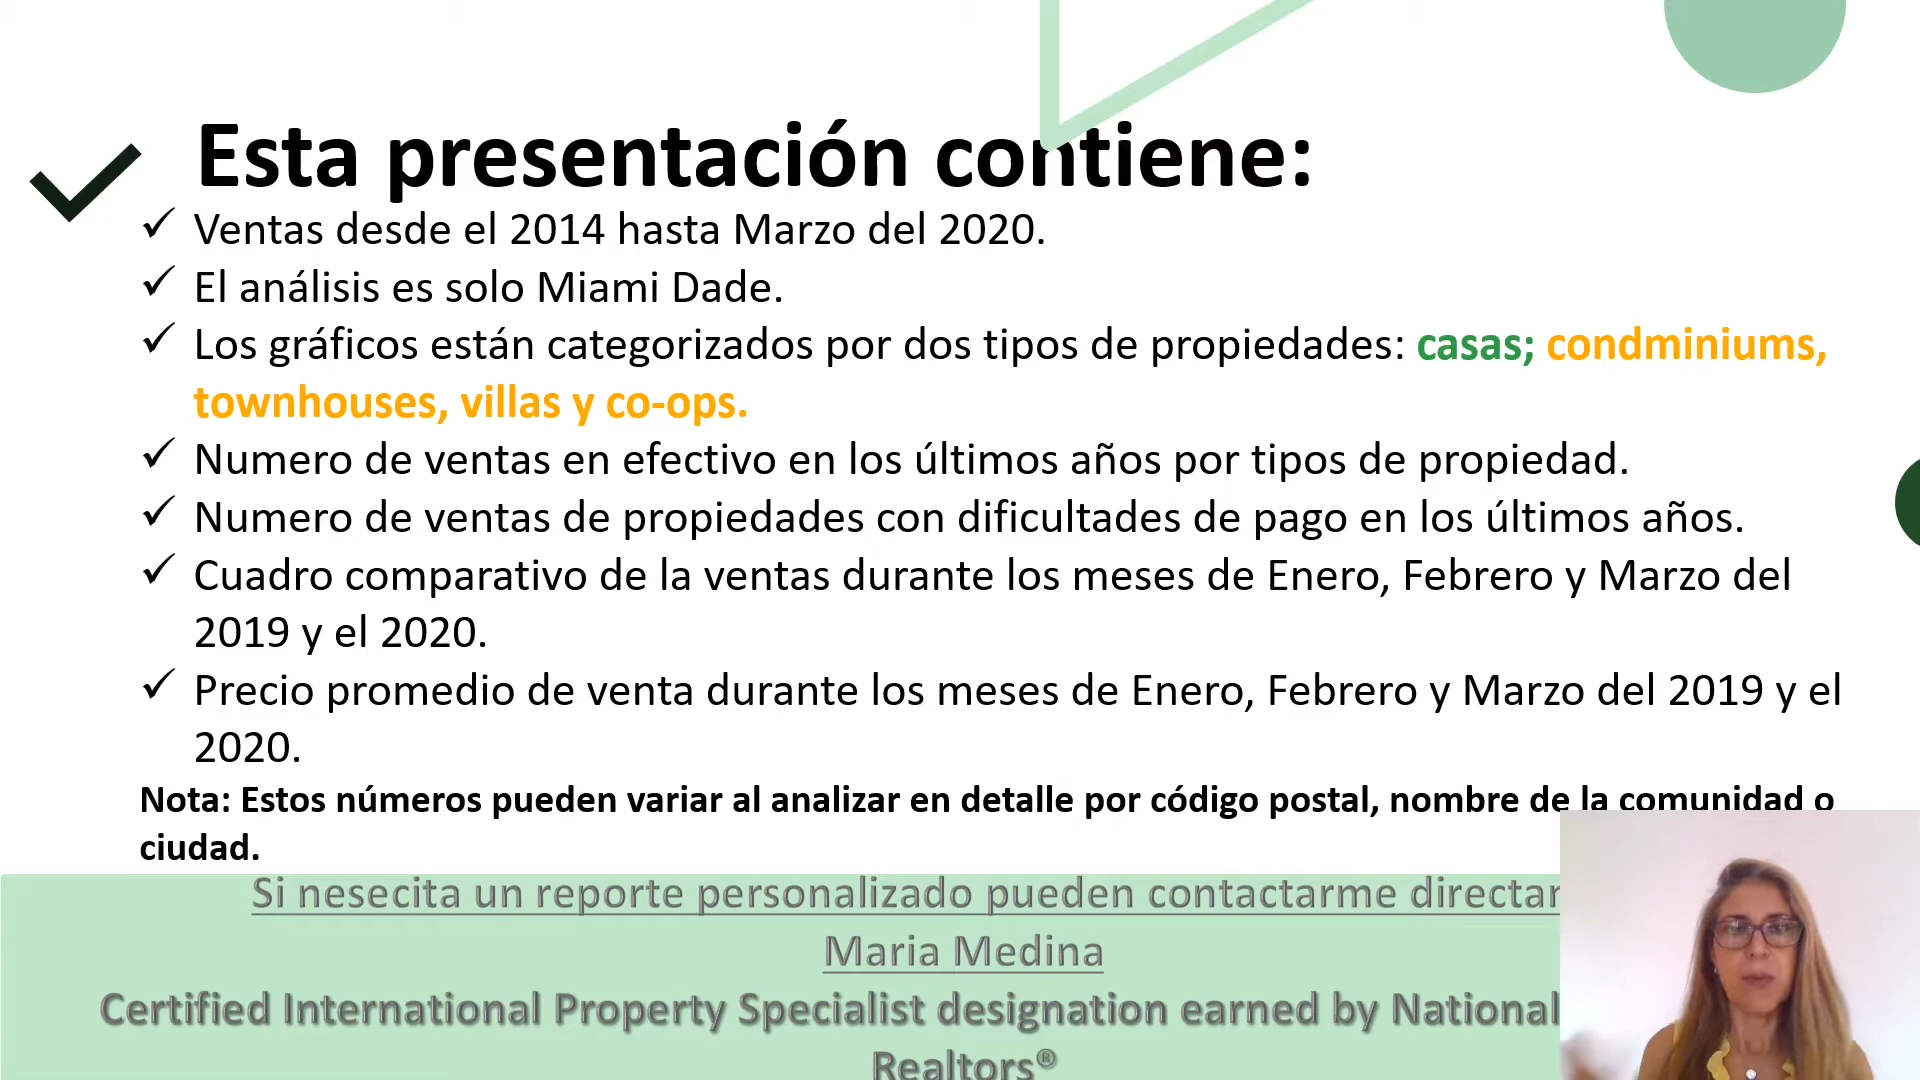 Esta presentación contiene:
Ventas desde el 2014 hasta Marzo del 2020.
El análisis es solo Miami Dade.
Los gráficos están categorizados por dos tipos de propiedades: casas; condminiums,
townhouses, villas y co-ops.
Numero de ventas en efectivo en los últimos años por tipos de propiedad.
Numero de ventas de propiedades con dificultades de pago en los últimos años.
Cuadro comparativo de la ventas durante los meses de Enero, Febrero y Marzo del
2019 y el 2020.
Precio promedio de venta durante los meses de Enero, Febrero y Marzo del 2019 y el
2020.
Nota: Estos números pueden variar al analizar en detalle por código postal, nombre de la comunidad o
ciudad.
Si nesecita un reporte personalizado pueden contactarme
Maria Medina
Certified International Property Specialist designation earned by National
Realtors®